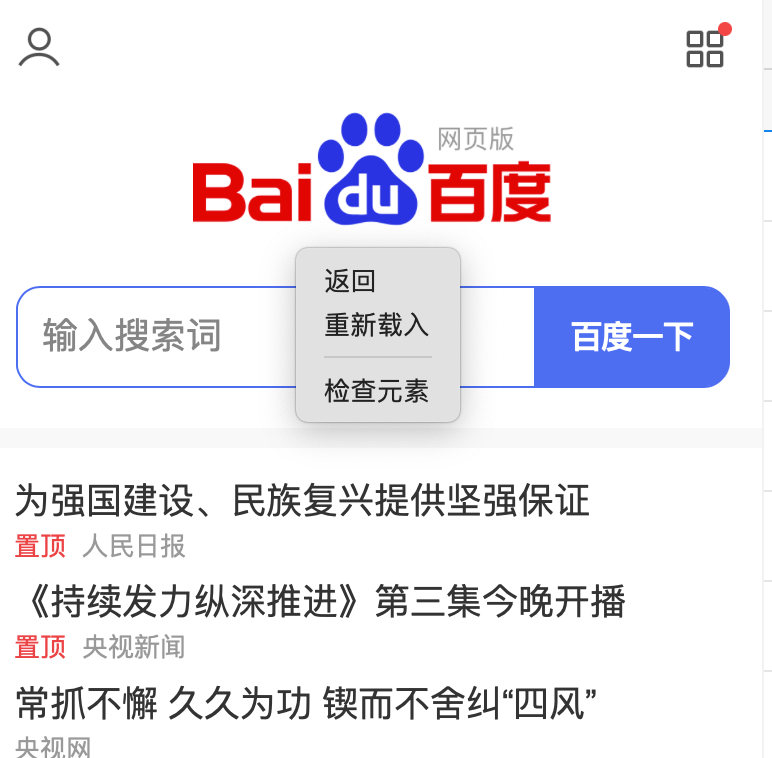 网页版
Bai du 百度
返回
重新载入
检查元素
输入搜索词
百度一下
为强国建设、民族复兴提供坚强保证
置顶 人民日报
《持续发力纵深推进》第三集今晚开播
置顶 央视新闻
常抓不懈 久久为功 锲而不舍纠“四风”
央视网